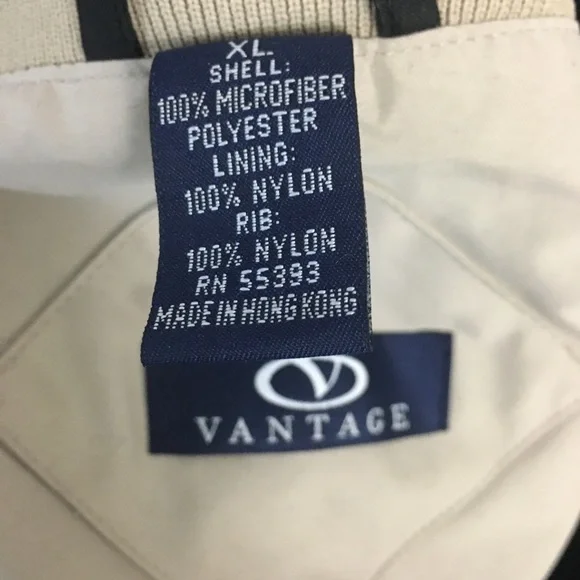 XL
SHELL:
100% MICROFIBER
POLYESTER
LINING:
100% NYLON
RIB:
100% NYLON
RN 55393
MADE IN HONG KONG
V
VANTAGE